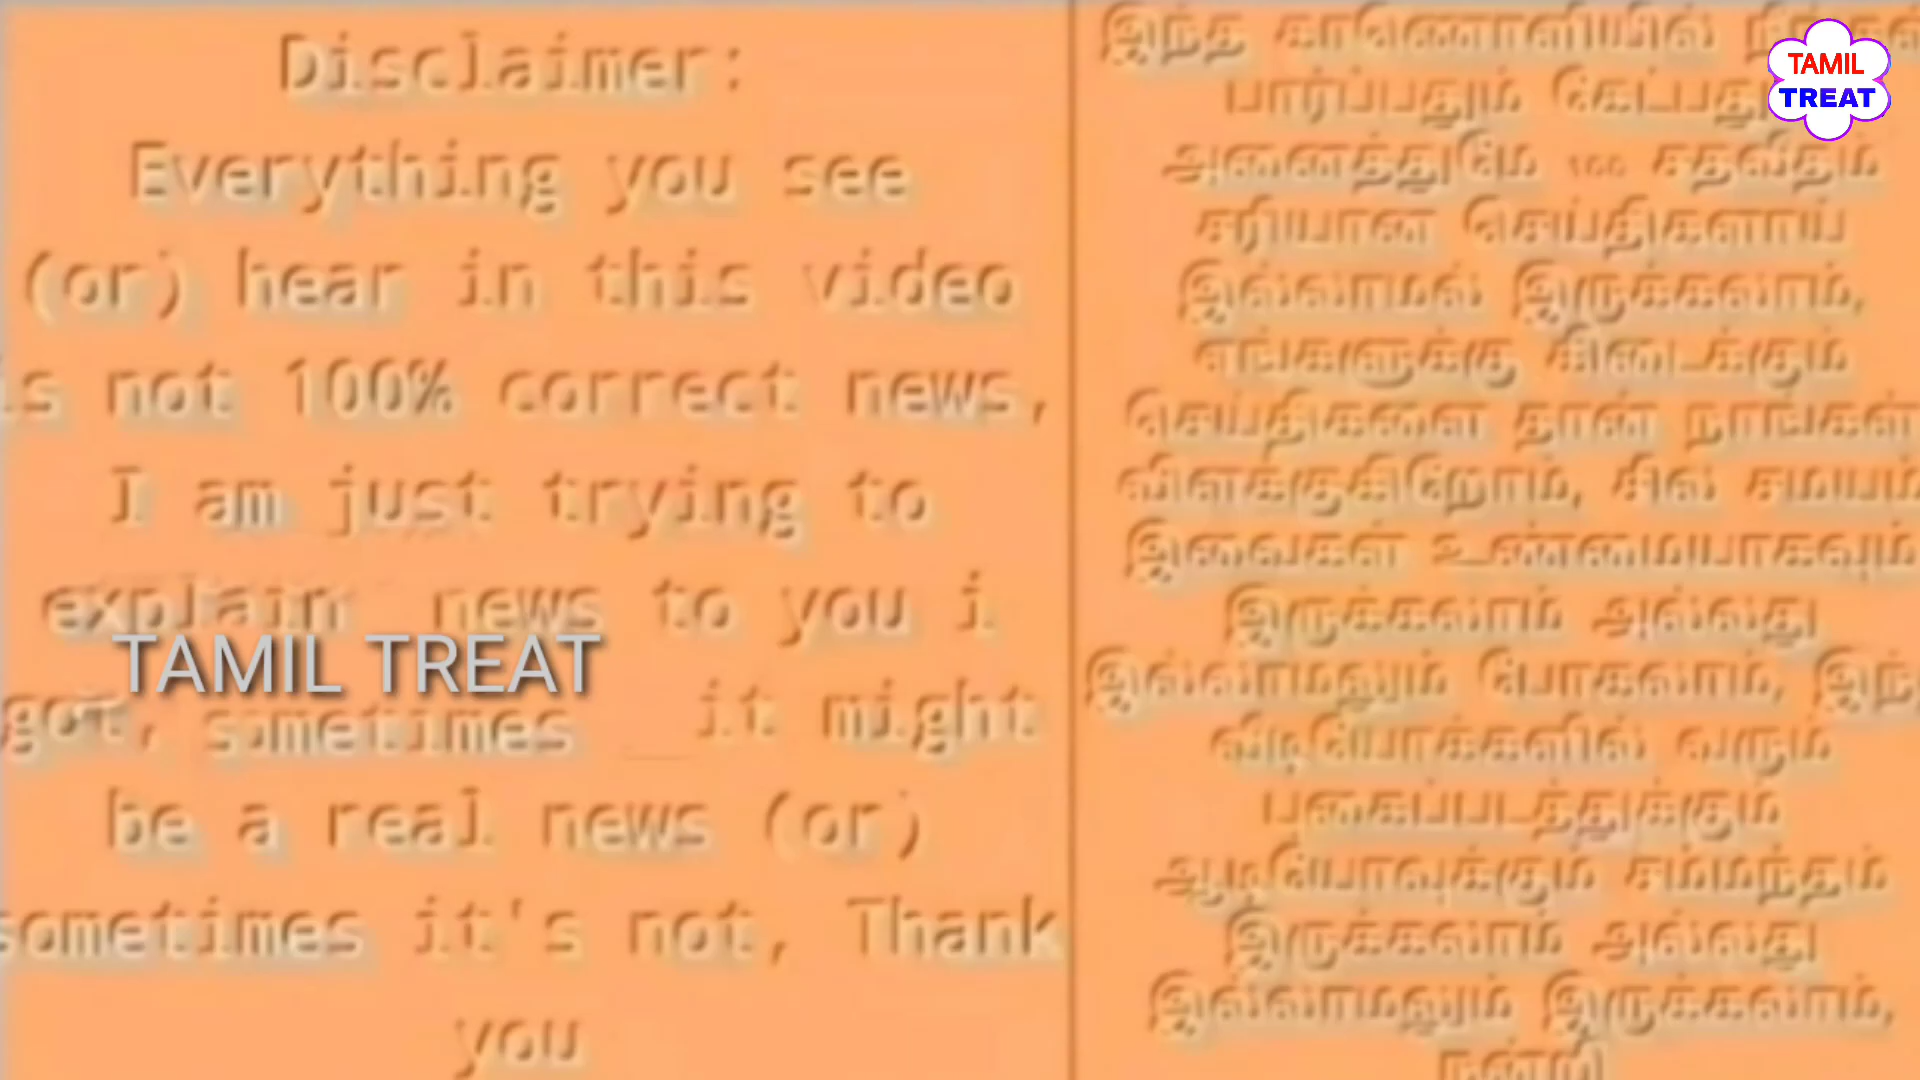 Disclaimer:
Everything you see
(or) hear in this video
is not 100% correct news,
I am just trying to
explain news to you i
got, sometimes it might
be a real news (or)
sometimes it's not, Thank
you
TAMIL TREAT
இந்த காணொளியில்
பார்ப்பதும்
அனைத்துமே 100 சதவீதம்
சரியான செய்திகளாய்
இல்லாமல் இருக்கலாம்,
எங்களுக்கு கிடைக்கும்
செய்திகளை தான் நாங்கள்
விளக்குகிறோம், சில சமயம்
இவைகள் உண்மையாகவும்
இருக்கலாம் அல்லது
இல்லாமலும் போகலாம்,
வீடியோக்களில் வரும்
புகைப்படத்துக்கும்
ஆடியோவுக்கும் சம்மந்தம்
இருக்கலாம் அல்லது
இல்லாமலும் இருக்கலாம்,
நன்றி
TAMIL
TREAT